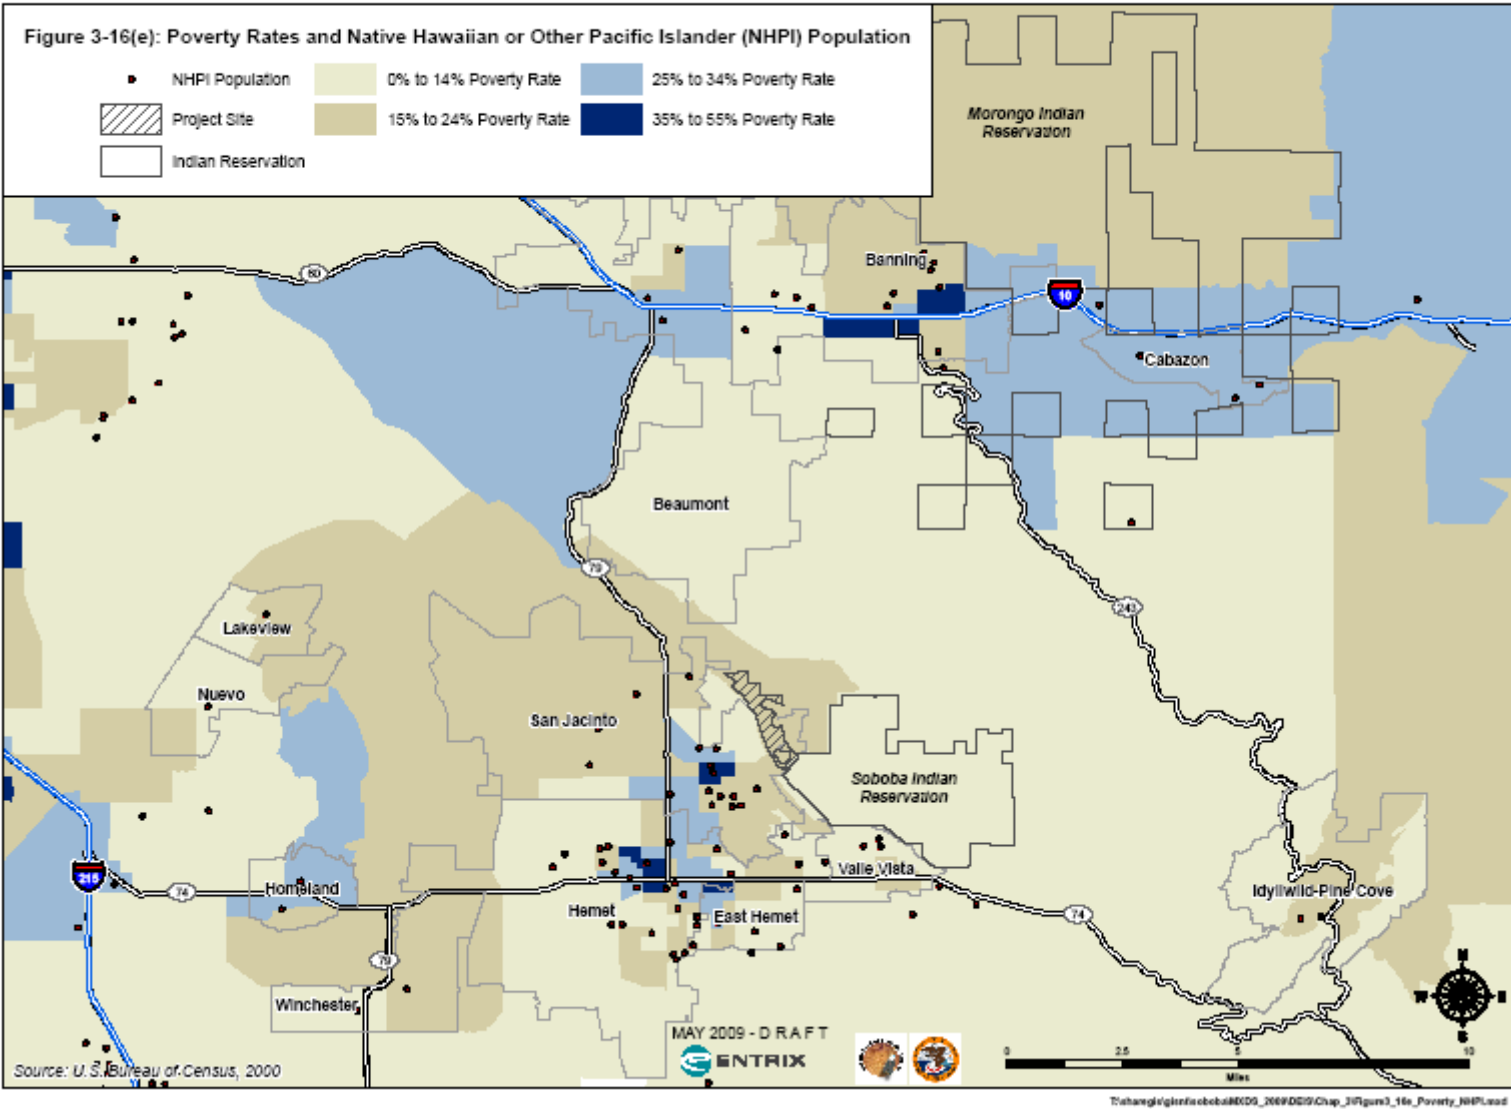 Figure 3-16(e): Poverty Rates and Native Hawaiian or Other Pacific Islander (NHPI) Population
NHPI Population
0% to 14% Poverty Rate
25% to 34% Poverty Rate
Project Site
15% to 24% Poverty Rate
35% to 55% Poverty Rate
Indian Reservation
Morongo Indian
Reservation
Banning
60
10
Cabazon
Beaumont
79
243
Lakeview
Nuevo
San Jacinto
Soboba Indian
Reservation
Valle Vista
215
74
Homeland
Idyllwild-Pine Cove
Hemet
East Hemet
74
79
Winchester
N
W
E
S
MAY 2009 - D R A F T
ENTRIX
0
2.5
5
10
Miles
Source: U.S. Bureau of Census, 2000